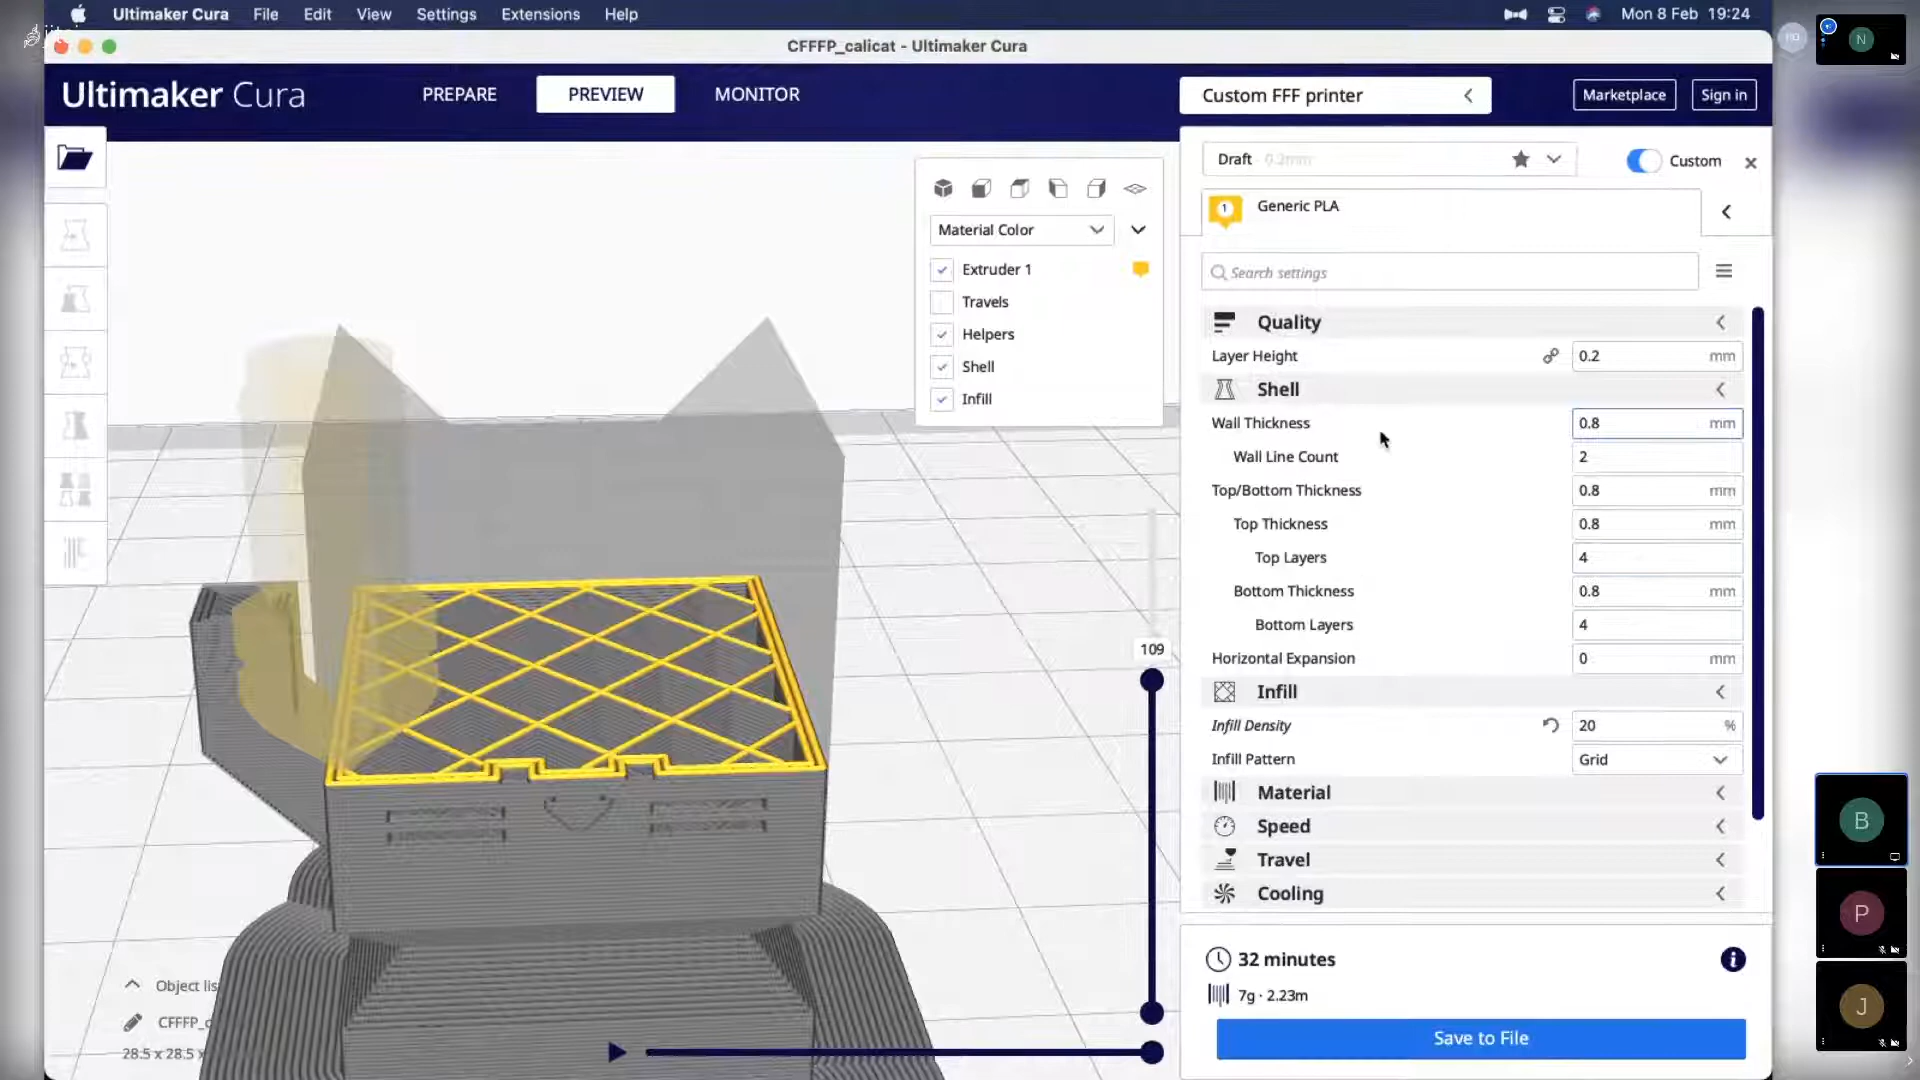 Ultimaker Cura File Edit View Settings Extensions Help Mon 8 Feb 19:24
CFFFP_calicat - Ultimaker Cura
Ultimaker Cura PREPARE PREVIEW MONITOR Custom FFF printer Marketplace Sign in
Draft 0.2mm Custom
1 Generic PLA
Search settings
Material Color
Extruder 1
Travels
Helpers
Shell
Infill
Quality
Layer Height 0.2 mm
Shell
Wall Thickness 0.8 mm
Wall Line Count 2
Top/Bottom Thickness 0.8 mm
Top Thickness 0.8 mm
Top Layers 4
Bottom Thickness 0.8 mm
Bottom Layers 4
Horizontal Expansion 0 mm
Infill
Infill Density 20 %
Infill Pattern Grid
Material
Speed
Travel
Cooling
109
Object lis
CFFFP_c
28.5 x 28.5 x
32 minutes
7g · 2.23m
Save to File
N
B
P
J